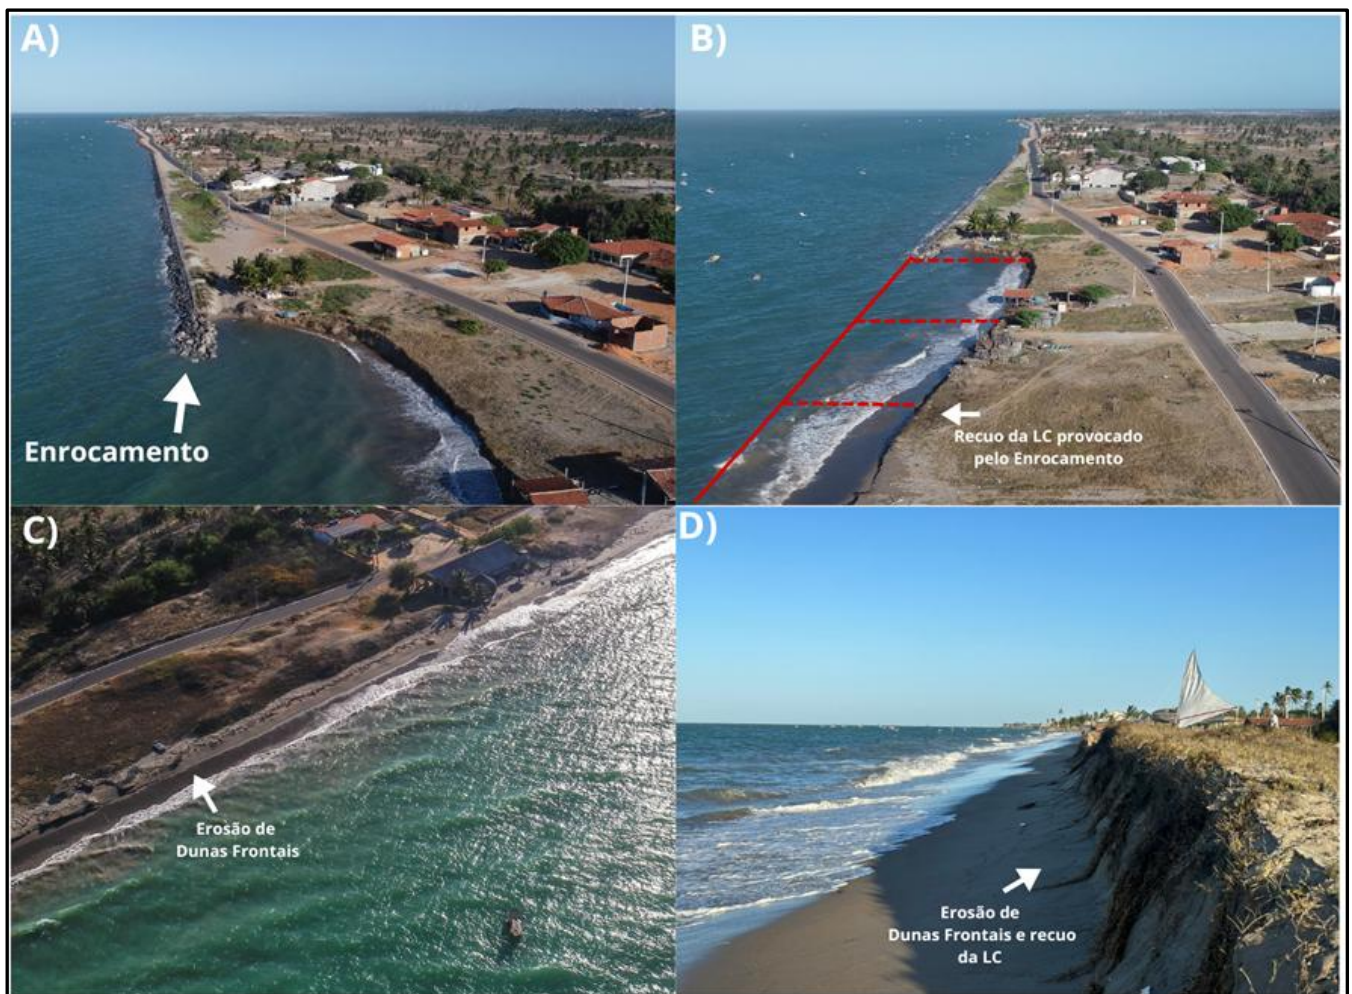 A)
B)
Enrocamento
Recuo da LC provocado
pelo Enrocamento
C)
D)
Erosão de
Dunas Frontais
Erosão de
Dunas Frontais e recuo
da LC